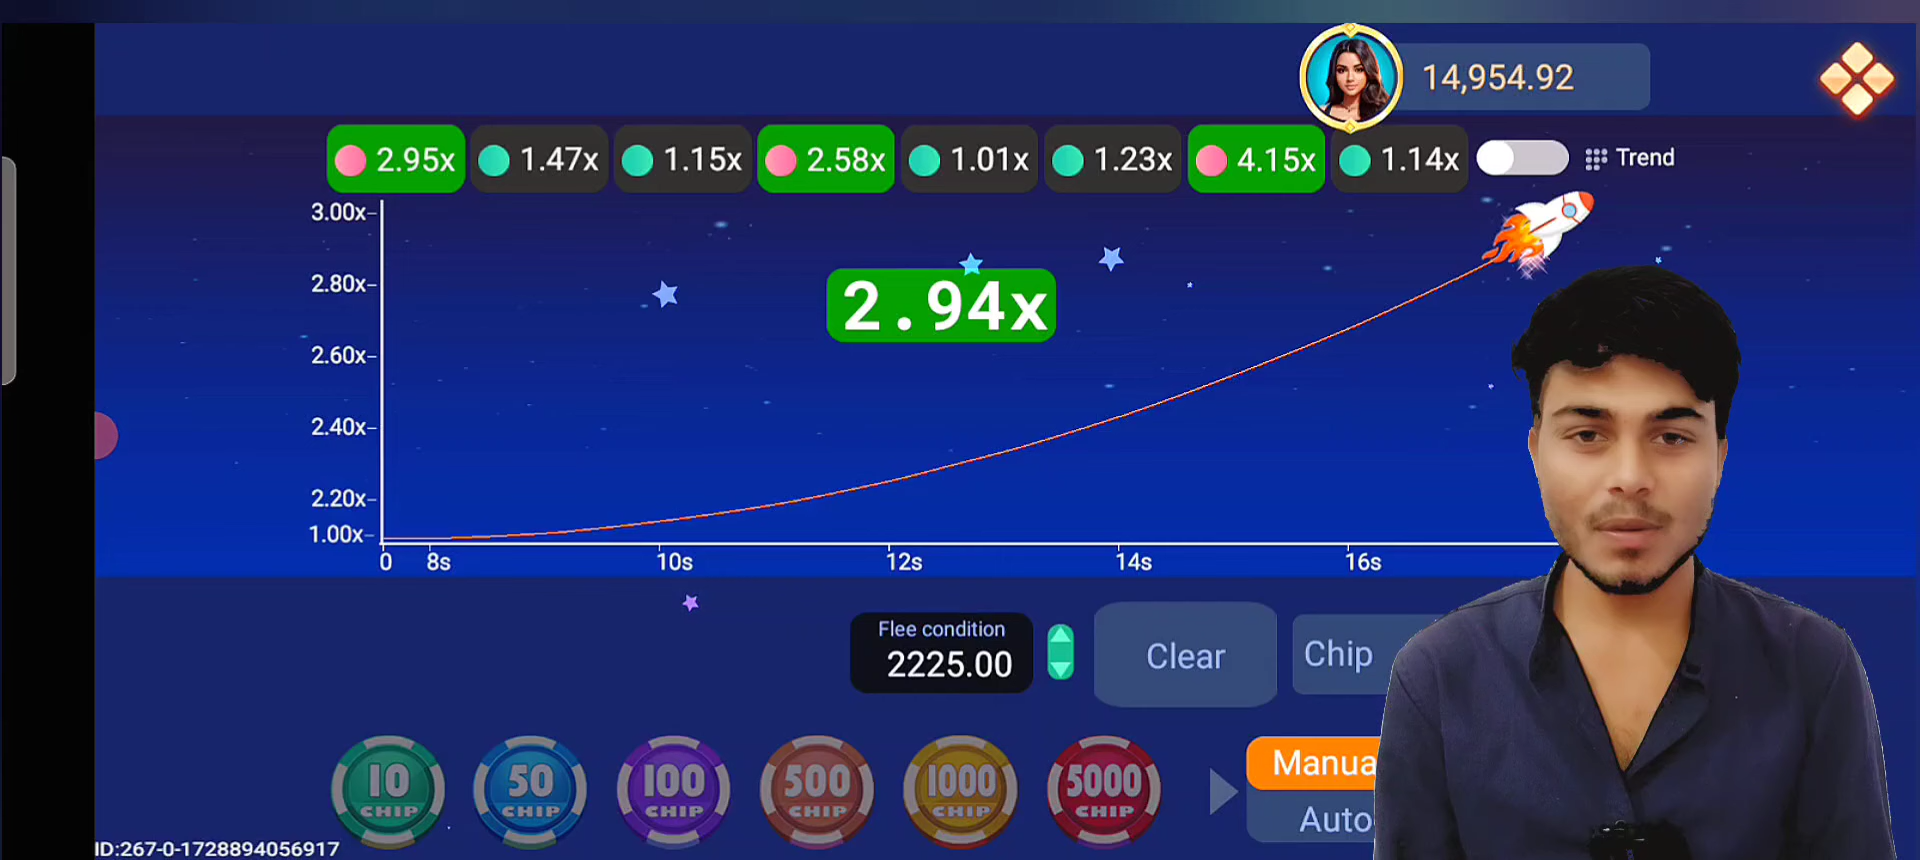 14,954.92
2.95x 1.47x 1.15x 2.58x 1.01x 1.23x 4.15x 1.14x Trend
3.00x
2.80x
2.94x
2.60x
2.40x
2.20x
1.00x
0 8s 10s 12s 14s 16s
Flee condition
2225.00
Clear
Chip
10 CHIP
50 CHIP
100 CHIP
500 CHIP
1000 CHIP
5000 CHIP
Manua
Auto
ID:267-0-1728894056917